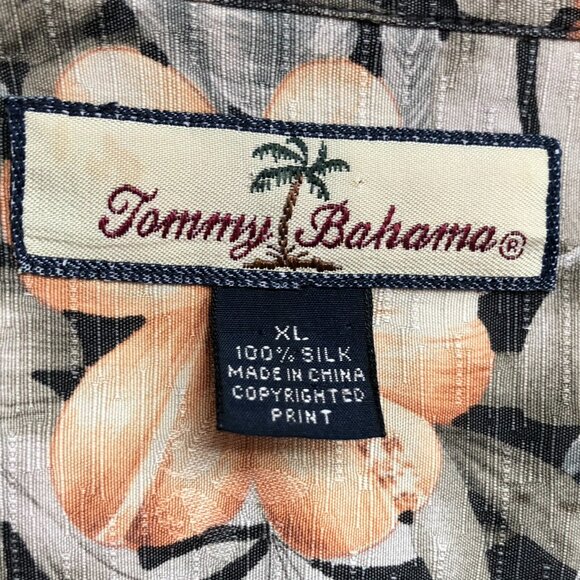 Tommy Bahama®
XL
100% SILK
MADE IN CHINA
COPYRIGHTED
PRINT